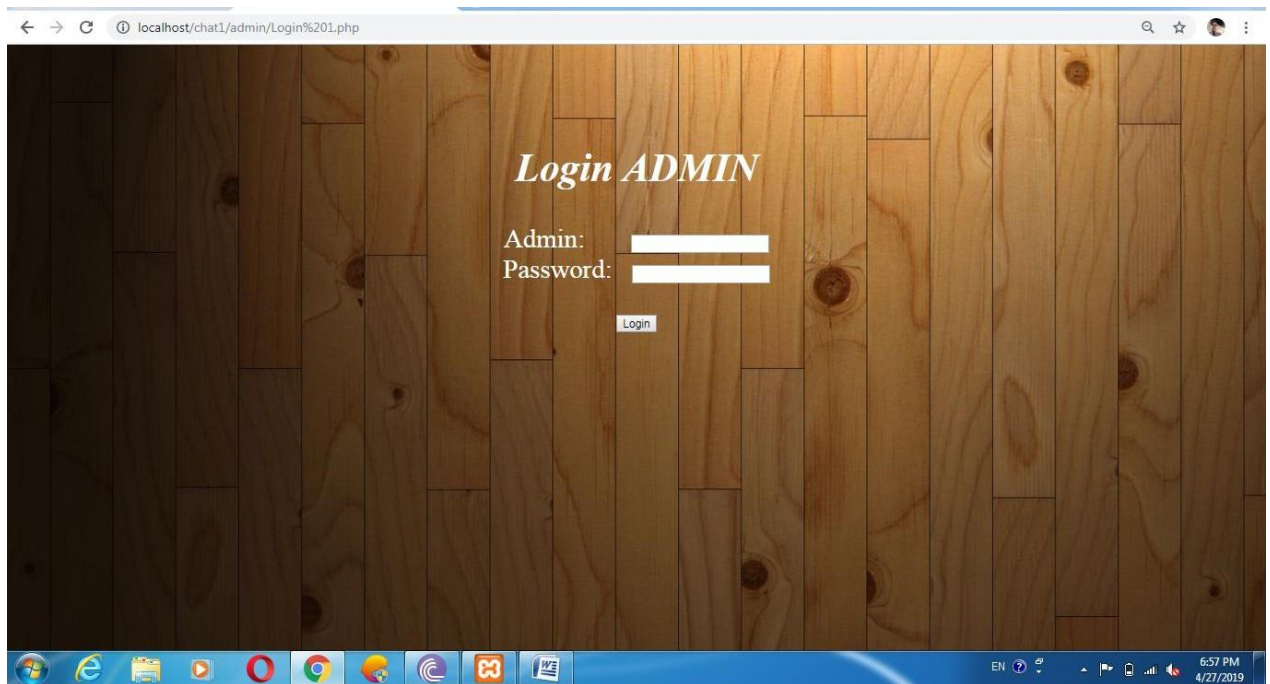 localhost/chat1/admin/Login%201.php
Login ADMIN
Admin:
Password:
Login
EN
6:57 PM
4/27/2019